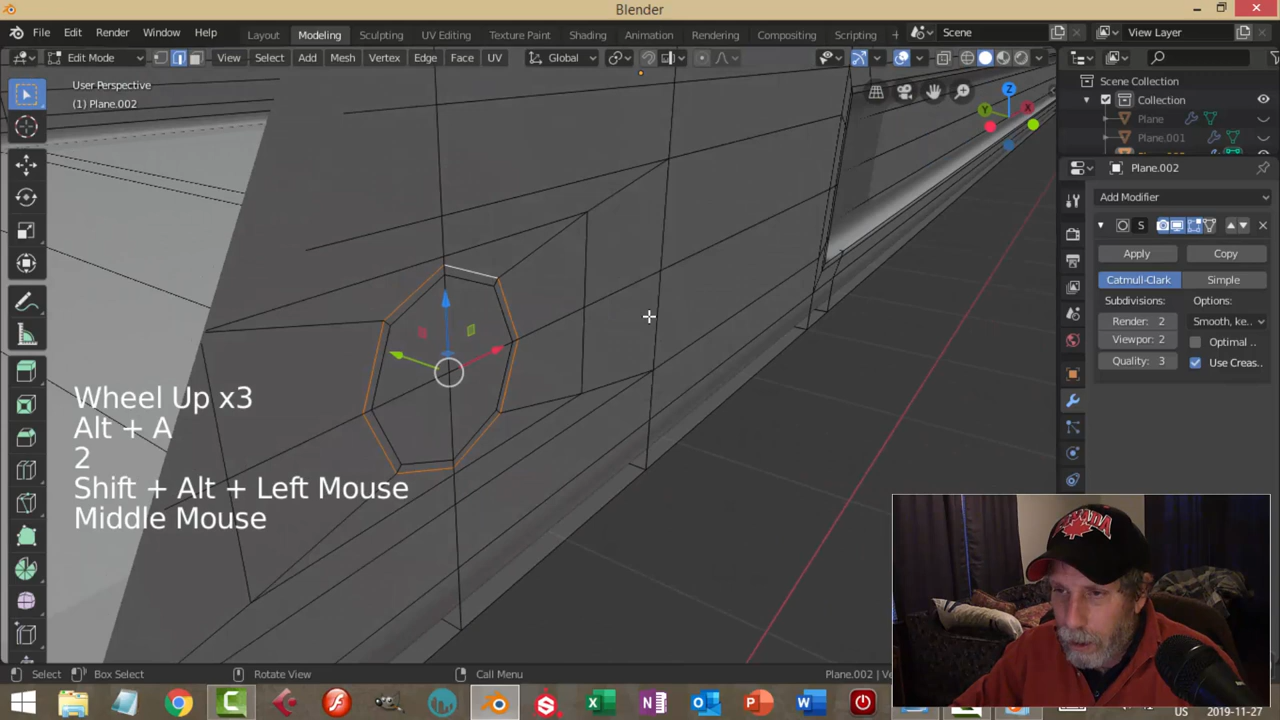 Blender
File Edit Render Window Help Layout Modeling Sculpting UV Editing Texture Paint Shading Animation Rendering Compositing Scripting Scene View Layer
Edit Mode View Select Add Mesh Vertex Edge Face UV Global
User Perspective
(1) Plane.002
Z
Y
X
Scene Collection
Collection
Plane
Plane.001
Plane.002
Add Modifier
S
Apply Copy
Catmull-Clark Simple
Subdivisions: Options:
Render: 2 Smooth, ke...
Viewpor: 2 Optimal ...
Quality: 3 Use Creas...
Wheel Up x3
Alt + A
2
Shift + Alt + Left Mouse
Middle Mouse
CANADA
Select Box Select Rotate View Call Menu Plane.002 | Ve
US 2019-11-27